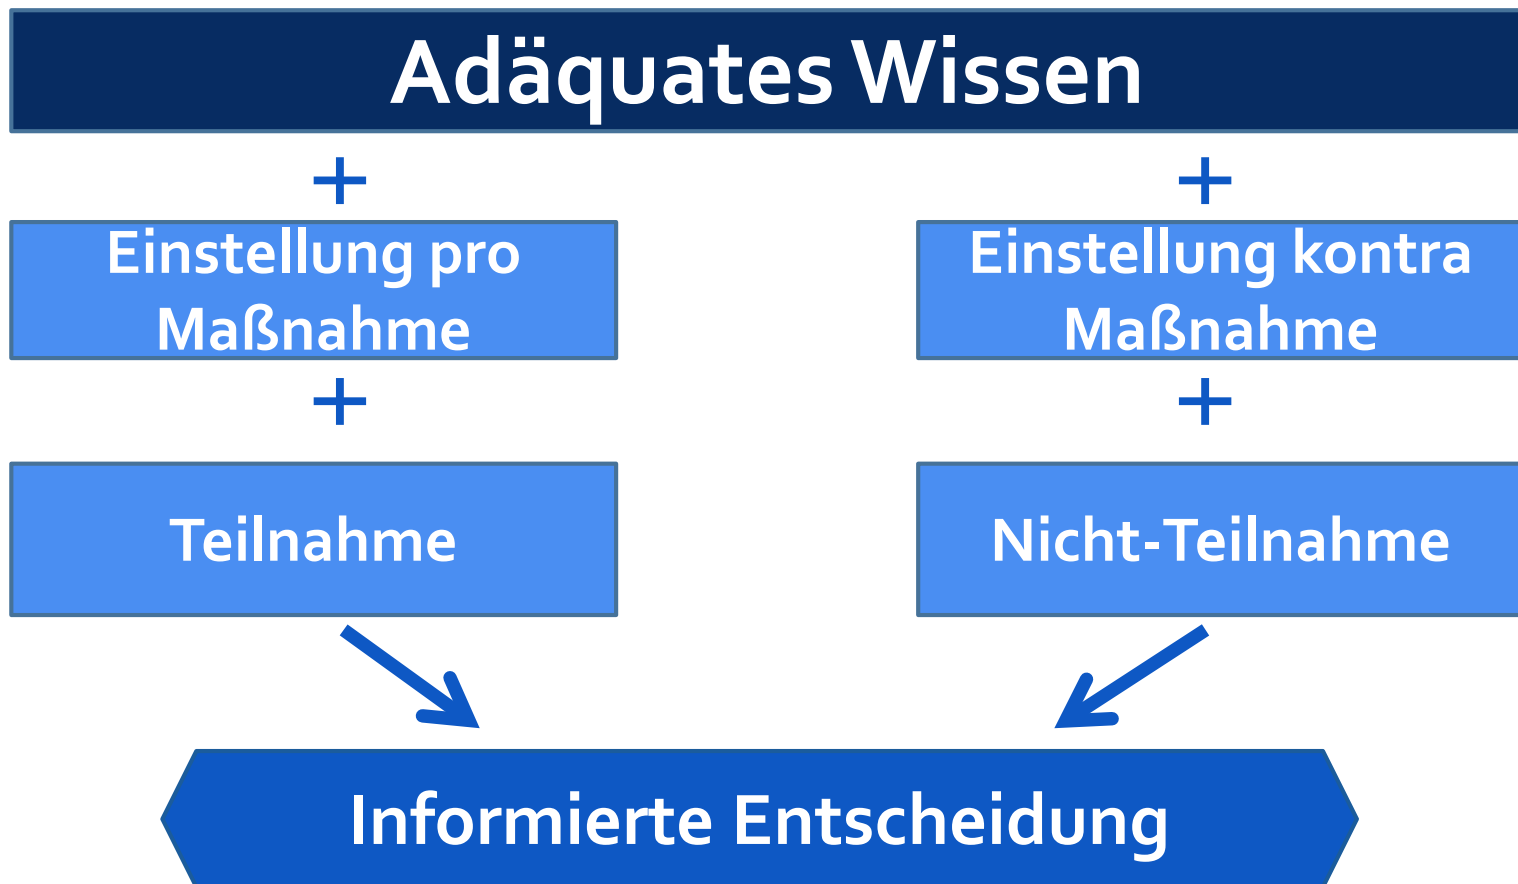 Adäquates Wissen
+ +
Einstellung pro
Maßnahme
Einstellung kontra
Maßnahme
+ +
Teilnahme
Nicht-Teilnahme
Informierte Entscheidung